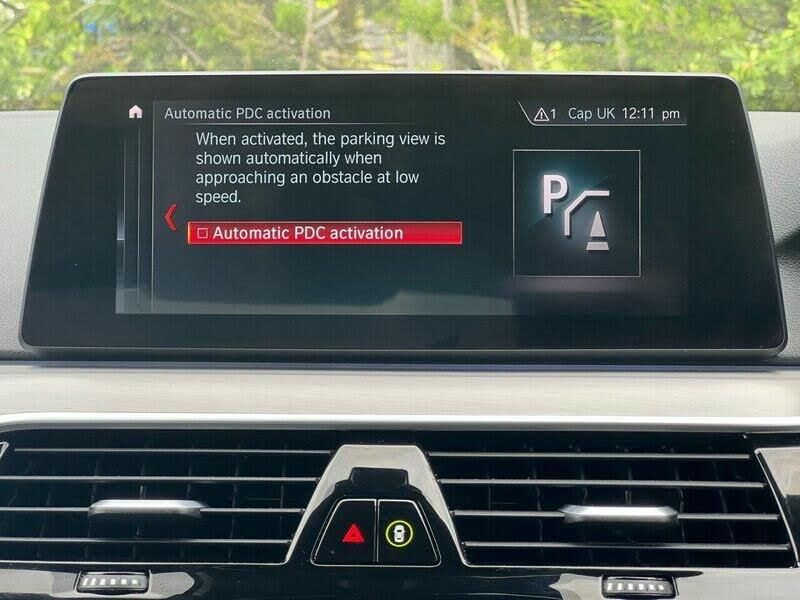 Automatic PDC activation
1 Cap UK 12:11 pm
When activated, the parking view is
shown automatically when
approaching an obstacle at low
speed.
Automatic PDC activation
P